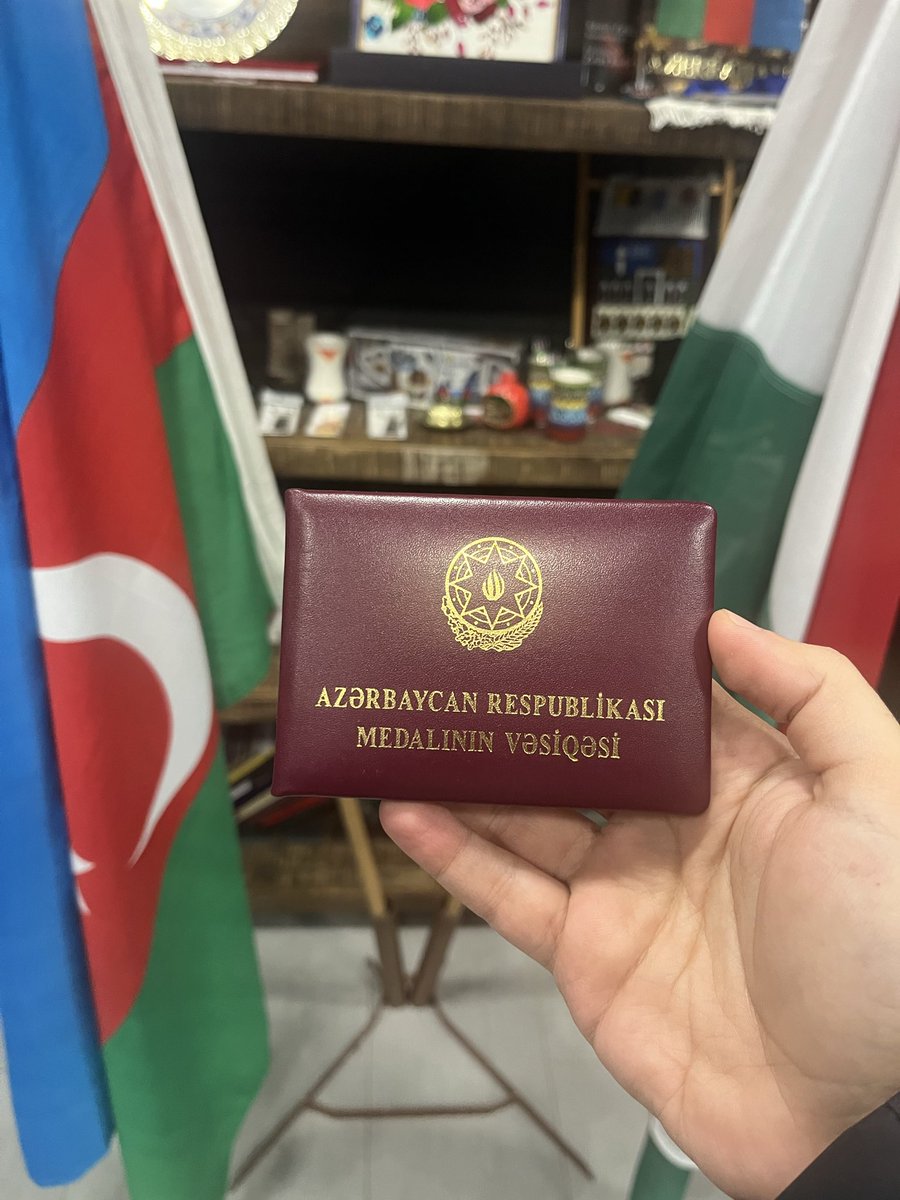 AZƏRBAYCAN RESPUBLİKASI
MEDALININ VƏSİQƏSİ